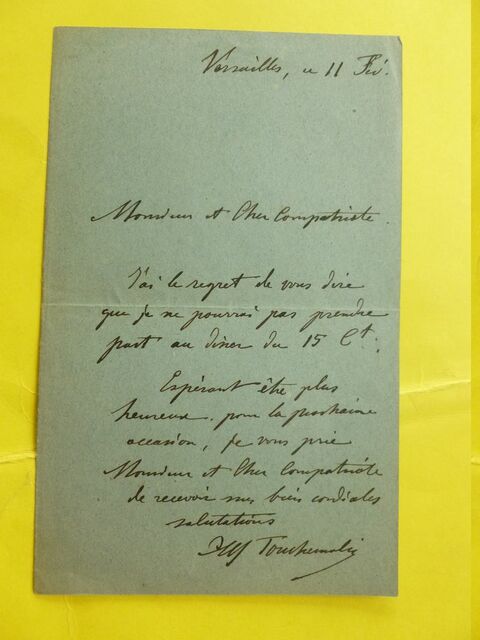 Versailles, ce 11 Fév.
Monsieur et Cher Compatriote
J'ai le regret de vous dire
que je ne pourrai pas prendre
part au dîner du 15 Ct.
Espérant être plus
heureux pour la prochaine
occasion, je vous prie
Monsieur et Cher Compatriote
de recevoir mes bien cordiales
salutations
Touchemolin